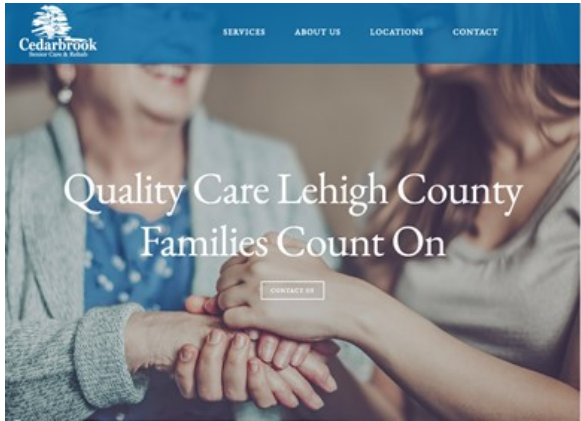 Cedarbrook
Senior Care & Rehab
SERVICES
ABOUT US
LOCATIONS
CONTACT
Quality Care Lehigh County
Families Count On
CONTACT US